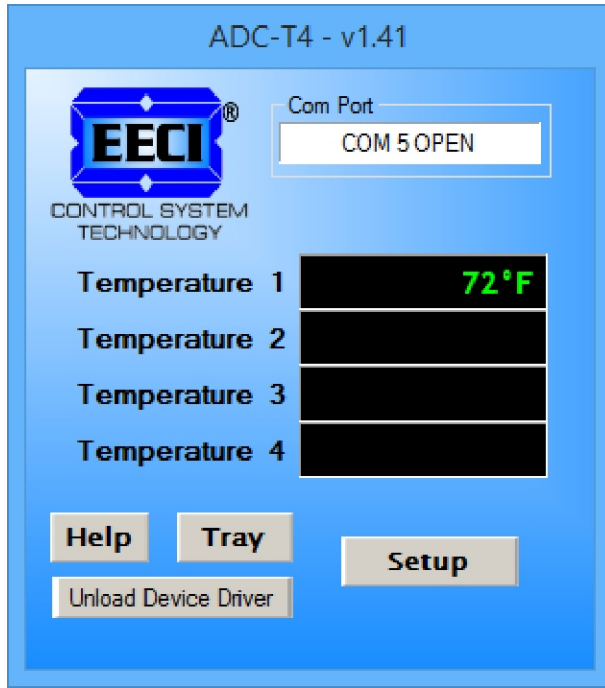 ADC-T4 - v1.41
EECI®
CONTROL SYSTEM
TECHNOLOGY
Com Port
COM 5 OPEN
Temperature 1 72°F
Temperature 2
Temperature 3
Temperature 4
Help Tray
Setup
Unload Device Driver